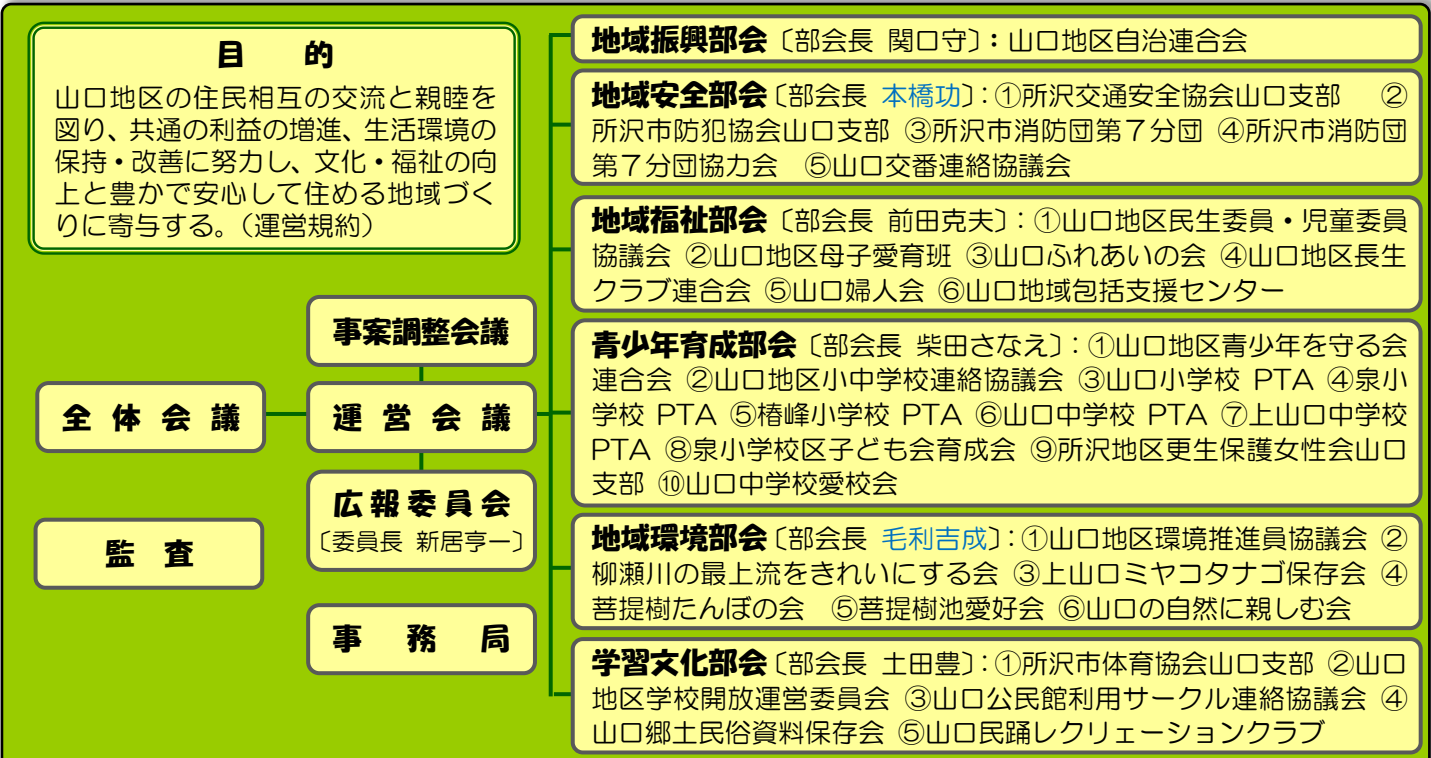 目的
山口地区の住民相互の交流と親睦を
図り、共通の利益の増進、生活環境の
保持・改善に努力し、文化・福祉の向
上と豊かで安心して住める地域づく
りに寄与する。（運営規約）
全体会議
監査
事案調整会議
運営会議
広報委員会
〔委員長 新居亨一〕
事務局
地域振興部会〔部会長 関口守〕：山口地区自治連合会
地域安全部会〔部会長 本橋功〕：①所沢交通安全協会山口支部 ②
所沢市防犯協会山口支部 ③所沢市消防団第７分団 ④所沢市消防団
第７分団協力会 ⑤山口交番連絡協議会
地域福祉部会〔部会長 前田克夫〕：①山口地区民生委員・児童委員
協議会 ②山口地区母子愛育班 ③山口ふれあいの会 ④山口地区長生
クラブ連合会 ⑤山口婦人会 ⑥山口地域包括支援センター
青少年育成部会〔部会長 柴田さなえ〕：①山口地区青少年を守る会
連合会 ②山口地区小中学校連絡協議会 ③山口小学校 PTA ④泉小
学校 PTA ⑤椿峰小学校 PTA ⑥山口中学校 PTA ⑦上山口中学校
PTA ⑧泉小学校区子ども会育成会 ⑨所沢地区更生保護女性会山口
支部 ⑩山口中学校愛校会
地域環境部会〔部会長 毛利吉成〕：①山口地区環境推進員協議会 ②
柳瀬川の最上流をきれいにする会 ③上山口ミヤコタナゴ保存会 ④
菩提樹たんぼの会 ⑤菩提樹池愛好会 ⑥山口の自然に親しむ会
学習文化部会〔部会長 土田豊〕：①所沢市体育協会山口支部 ②山口
地区学校開放運営委員会 ③山口公民館利用サークル連絡協議会 ④
山口郷土民俗資料保存会 ⑤山口民踊レクリェーションクラブ